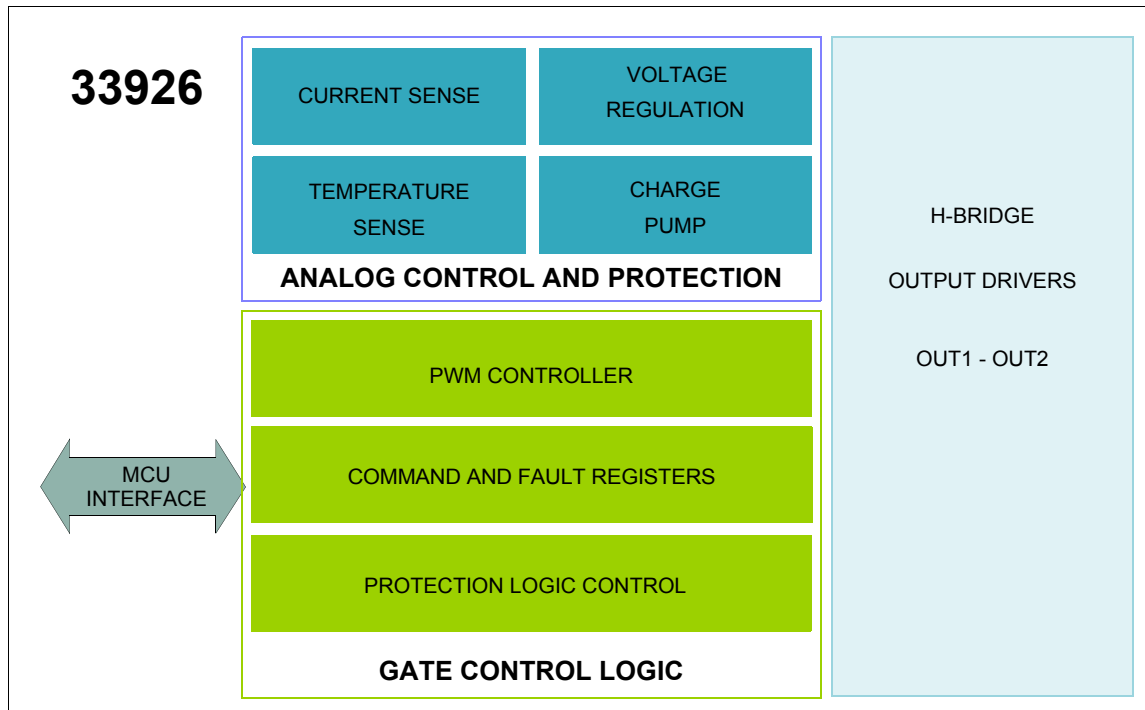 33926
CURRENT SENSE
VOLTAGE
REGULATION
TEMPERATURE
SENSE
CHARGE
PUMP
ANALOG CONTROL AND PROTECTION
PWM CONTROLLER
COMMAND AND FAULT REGISTERS
PROTECTION LOGIC CONTROL
GATE CONTROL LOGIC
MCU
INTERFACE
H-BRIDGE
OUTPUT DRIVERS
OUT1 - OUT2